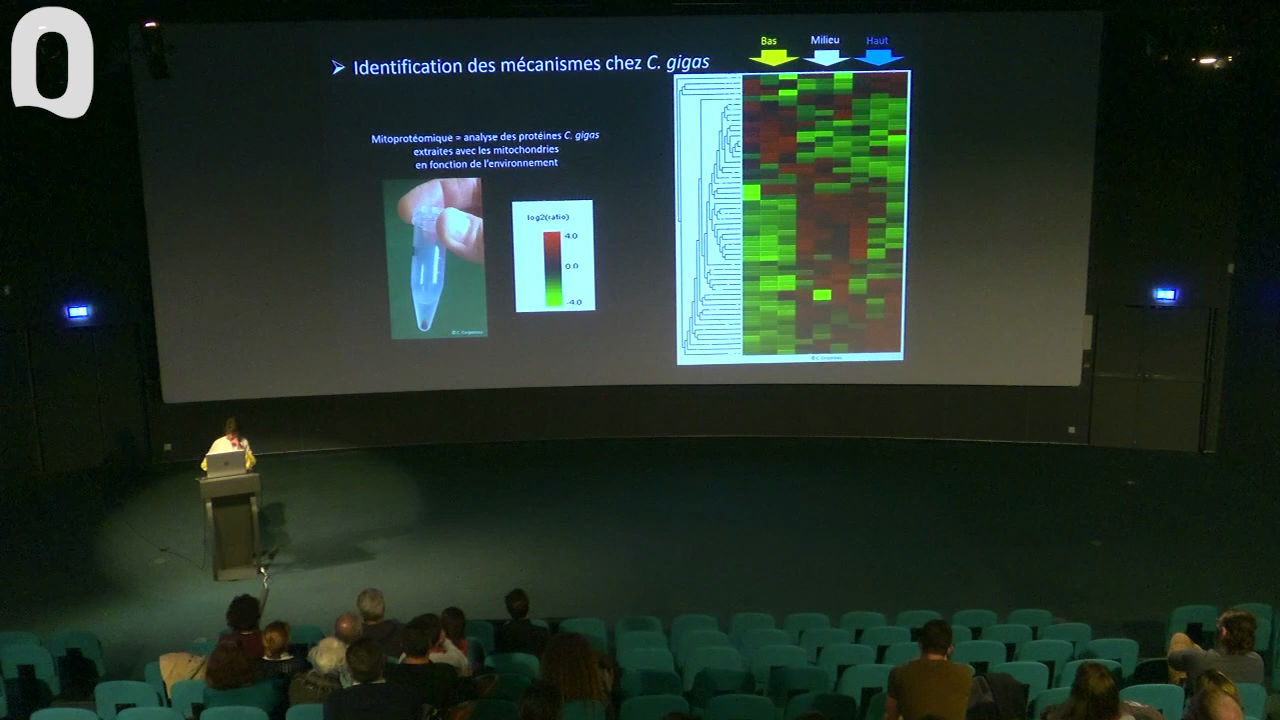 Q
➢ Identification des mécanismes chez C. gigas
Bas
Milieu
Haut
Mitoprotéomique = analyse des protéines C. gigas
extraites avec les mitochondries
en fonction de l'environnement
log2(ratio)
4.0
0.0
-4.0